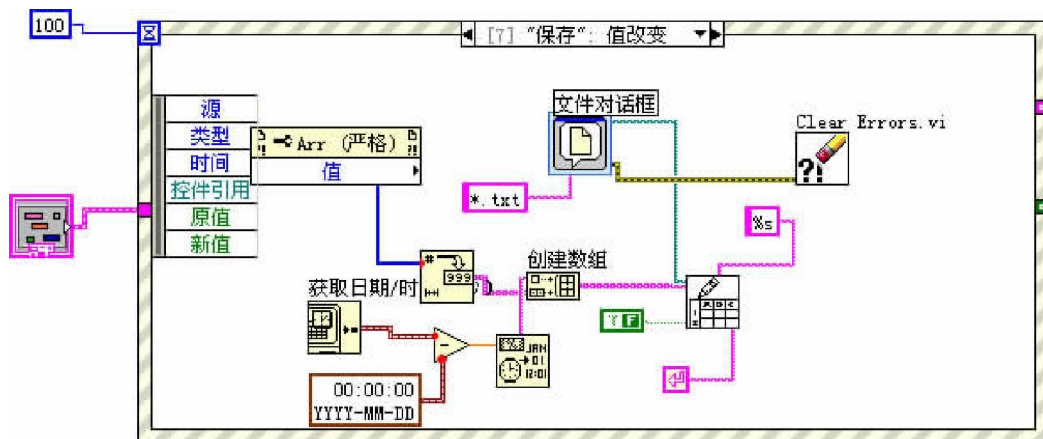 100
[7] "保存": 值改变
源
类型
时间
控件引用
原值
新值
Arr (严格)
值
文件对话框
Clear Errors.vi
*.txt
%s
创建数组
999
获取日期/时
JAN
01
12:01
T F
00:00:00
YYYY-MM-DD